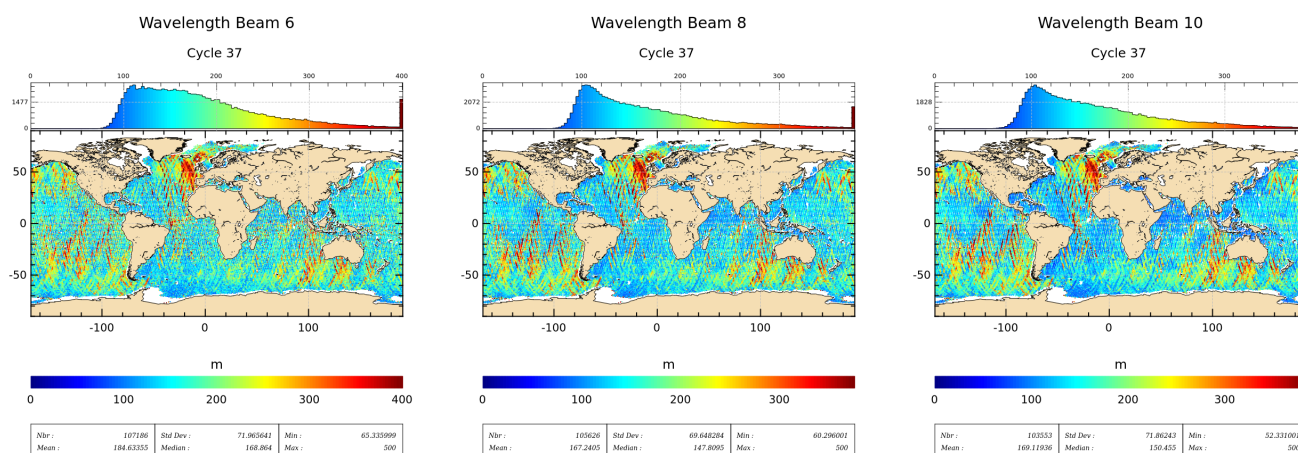 Wavelength Beam 6
Cycle 37
0 100 200 300 400
1477
0
50
0
-50
-100 0 100
m
0 100 200 300 400
Nbr : 107186 Std Dev : 71.965641 Min : 65.335999
Mean : 184.63355 Median : 168.864 Max : 500
Wavelength Beam 8
Cycle 37
0 100 200 300
2072
0
50
0
-50
-100 0 100
m
0 100 200 300
Nbr : 105626 Std Dev : 69.648284 Min : 60.296001
Mean : 167.2405 Median : 147.8095 Max : 500
Wavelength Beam 10
Cycle 37
0 100 200 300
1828
0
50
0
-50
-100 0 100
m
0 100 200 300
Nbr : 103553 Std Dev : 71.86243 Min : 52.331001
Mean : 169.11936 Median : 150.455 Max : 500